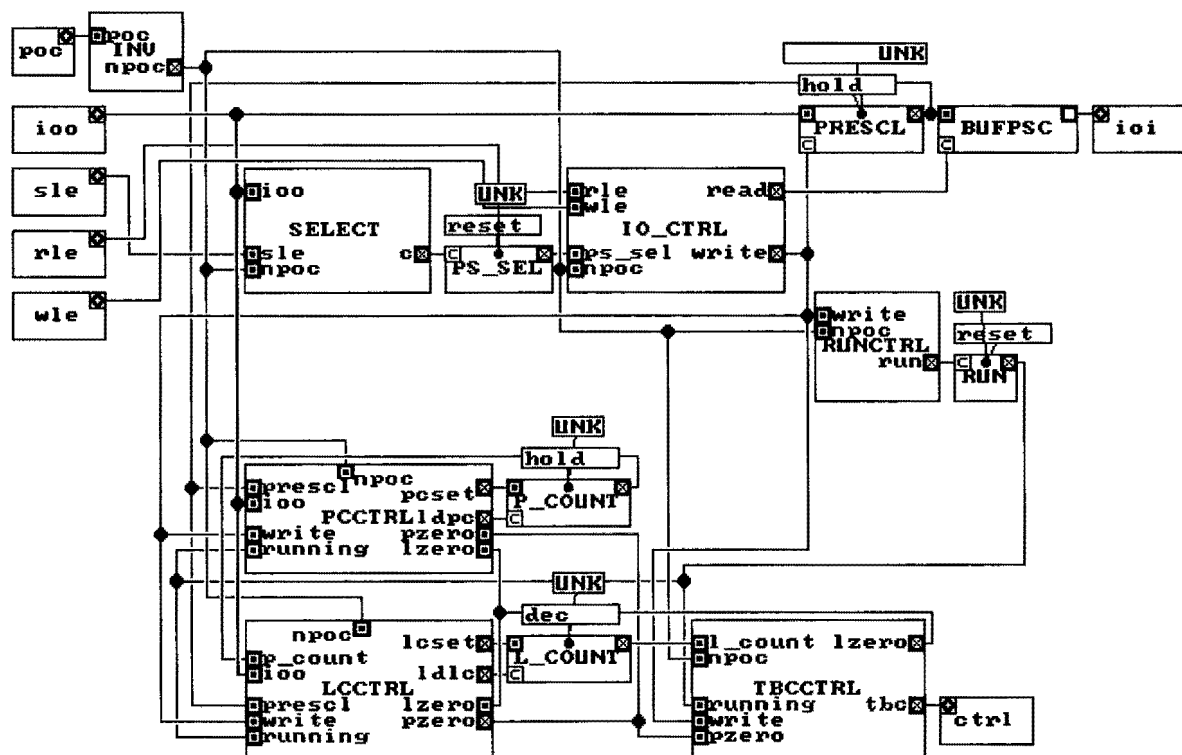 poc
poc
INV
npoc
UNK
hold
ioo
PRESCL
BUFPSC
ioi
sle
ioo
UNK
rle
wle
read
SELECT
reset
IO_CTRL
rle
sle
c
PS_SEL
ps_sel
write
npoc
npoc
wle
write
UNK
npoc
reset
RUNCTRL
run
RUN
UNK
hold
npoc
prescl
pcset
P_COUNT
ioo
PCCTRL
ldpc
write
pzero
running
lzero
UNK
dec
npoc
lcset
L_COUNT
l_count
lzero
p_count
npoc
ioo
ldlc
LCCTRL
TBCCTRL
prescl
lzero
running
tbc
write
pzero
write
ctrl
running
pzero